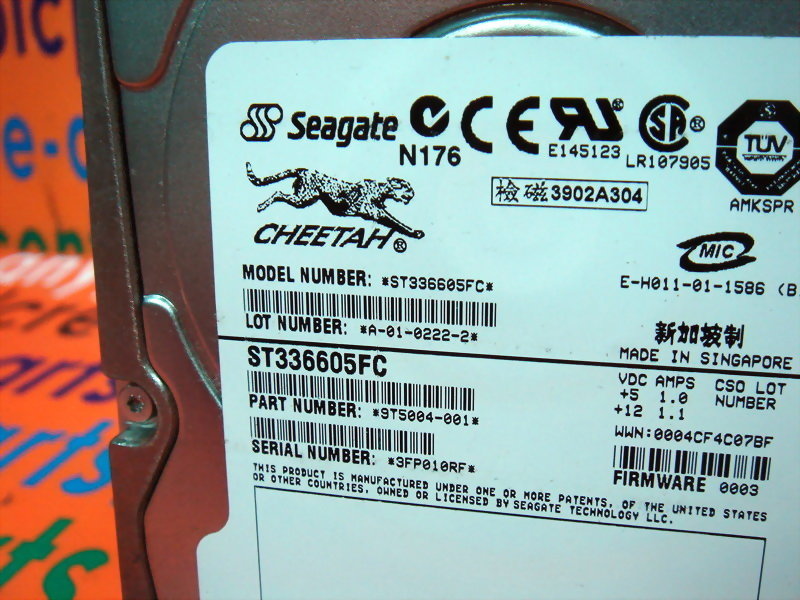 Seagate
N176
E145123
LR107905
TÜV
AMKSPR
檢磁3902A304
CHEETAH®
MIC
E-H011-01-1586 (B
MODEL NUMBER: *ST336605FC*
LOT NUMBER: *A-01-0222-2*
新加坡制
MADE IN SINGAPORE
ST336605FC
PART NUMBER: *9T5004-001*
SERIAL NUMBER: *3FP010RF*
VDC AMPS CSO LOT
+5 1.0 NUMBER
+12 1.1
WWN:0004CF4C07BF
FIRMWARE 0003
THIS PRODUCT IS MANUFACTURED UNDER ONE OR MORE PATENTS, OF THE UNITED STATES
OR OTHER COUNTRIES, OWNED OR LICENSED BY SEAGATE TECHNOLOGY LLC.